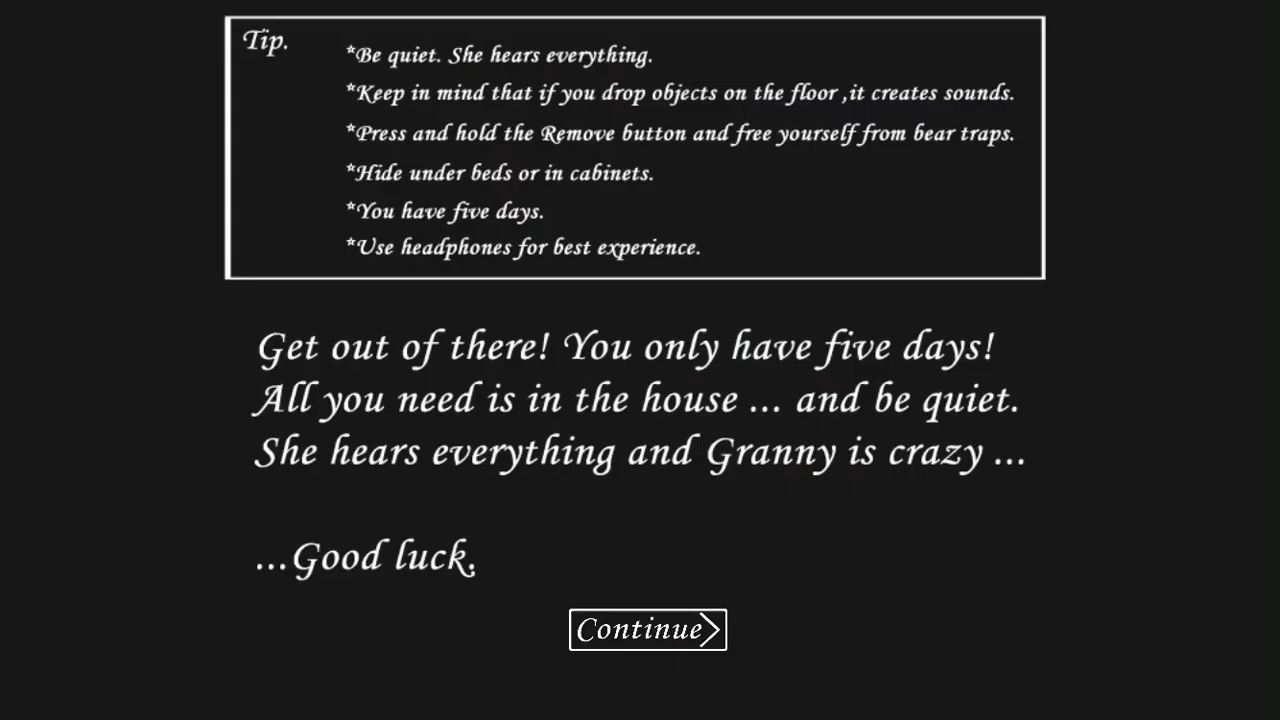 Tip.
*Be quiet. She hears everything.
*Keep in mind that if you drop objects on the floor ,it creates sounds.
*Press and hold the Remove button and free yourself from bear traps.
*Hide under beds or in cabinets.
*You have five days.
*Use headphones for best experience.
Get out of there! You only have five days!
All you need is in the house ... and be quiet.
She hears everything and Granny is crazy ...
...Good luck.
Continue